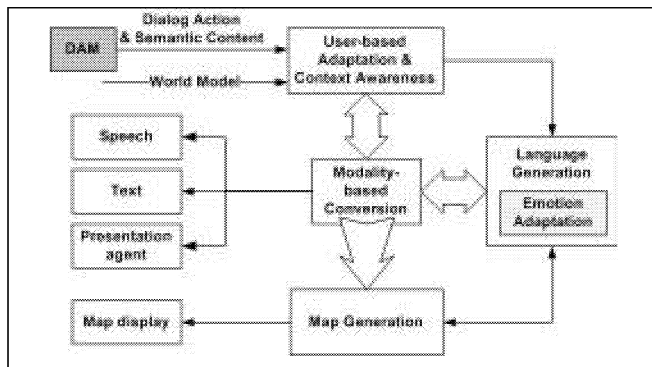 Dialog Action
& Semantic Content
DAM
World Model
User-based
Adaptation &
Context Awareness
Speech
Text
Presentation
agent
Modality-
based
Conversion
Language
Generation
Emotion
Adaptation
Map display
Map Generation